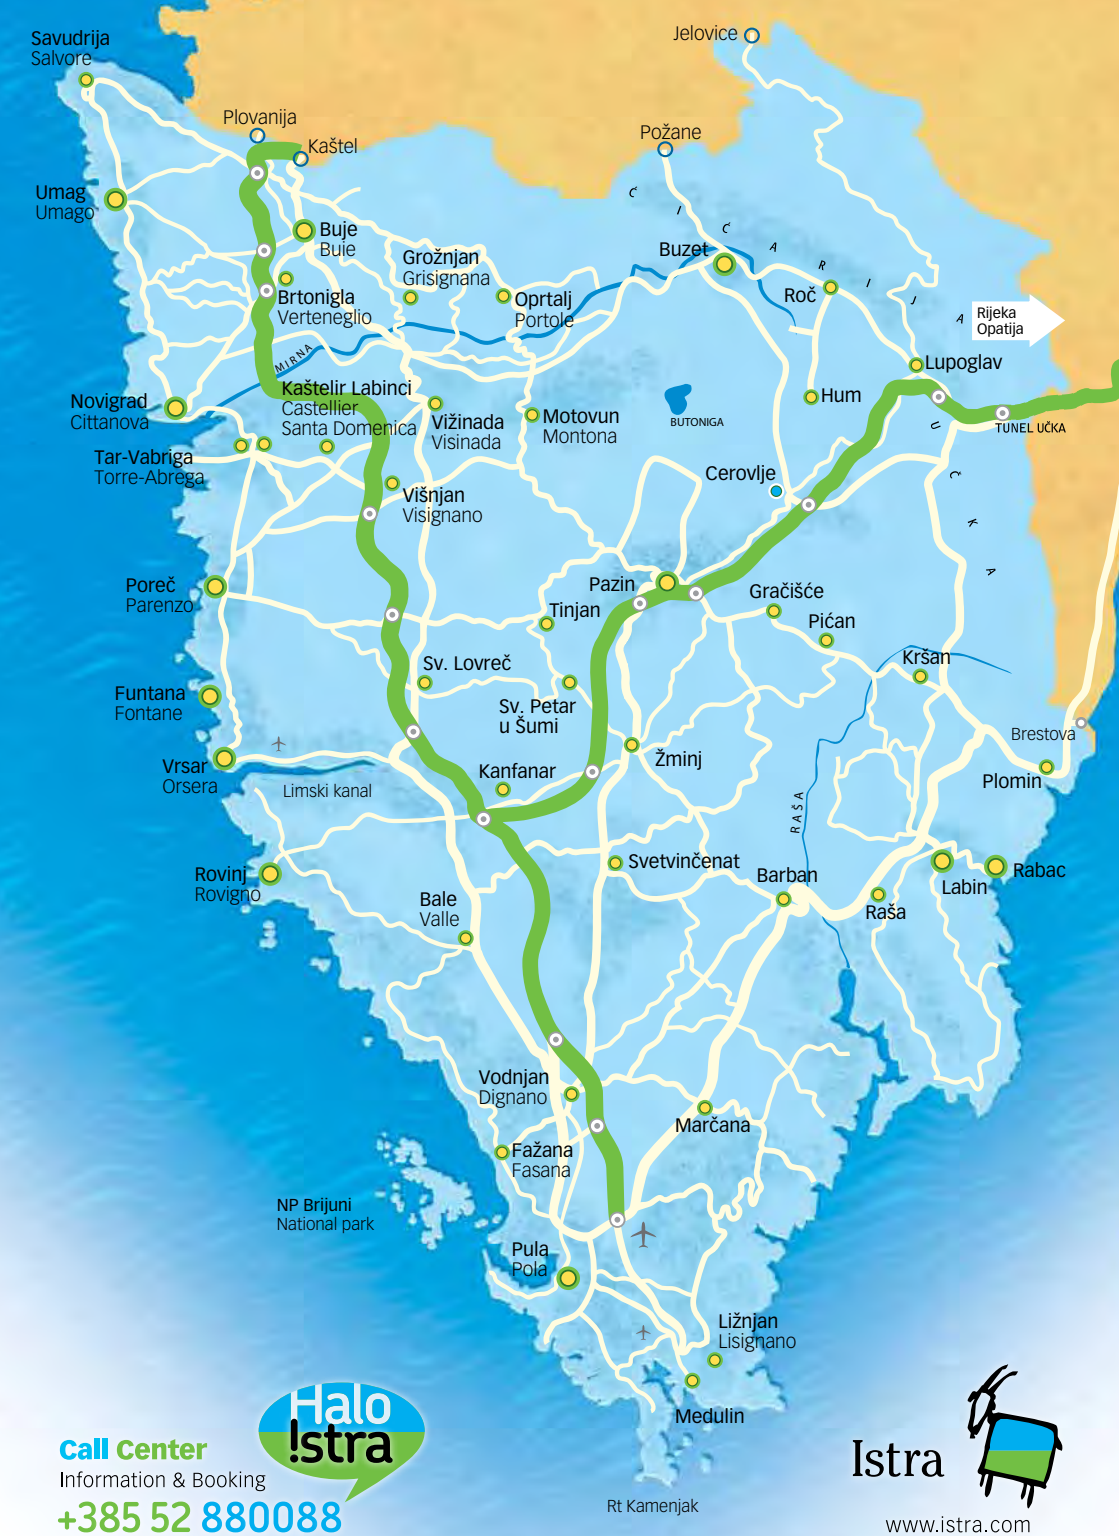 Savudrija
Salvore
Jelovice
Plovanija
Kaštel
Požane
Umag
Umago
Buje
Buie
Grožnjan
Grisignana
Buzet
ĆIĆARIJA
Brtonigla
Verteneglio
Oprtalj
Portole
Roč
Rijeka
Opatija
MIRNA
Lupoglav
Kaštelir Labinci
Castellier
Santa Domenica
Novigrad
Cittanova
Vižinada
Visinada
Motovun
Montona
BUTONIGA
Hum
TUNEL UČKA
UČKA
Tar-Vabriga
Torre-Abrega
Cerovlje
Višnjan
Visignano
Poreč
Parenzo
Pazin
Tinjan
Gračišće
Pićan
Sv. Lovreč
Kršan
Funtana
Fontane
Sv. Petar
u Šumi
Brestova
Vrsar
Orsera
Žminj
Kanfanar
Plomin
Limski kanal
RAŠA
Rovinj
Rovigno
Svetvinčenat
Barban
Rabac
Labin
Bale
Valle
Raša
Vodnjan
Dignano
Marčana
Fažana
Fasana
NP Brijuni
National park
Pula
Pola
Ližnjan
Lisignano
Medulin
Rt Kamenjak
Halo
Istra
Call Center
Information & Booking
+385 52 880088
Istra
www.istra.com